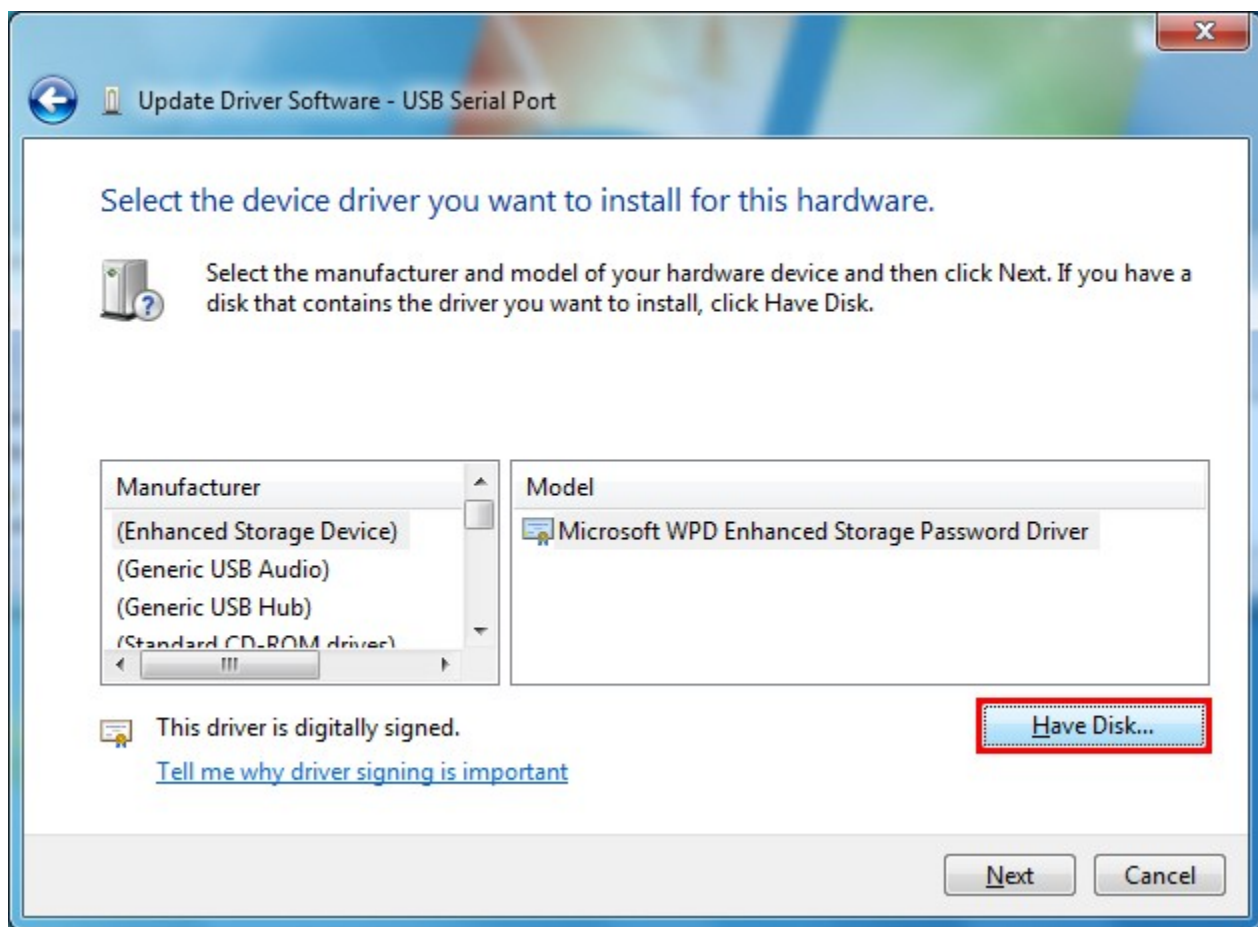 Update Driver Software - USB Serial Port
Select the device driver you want to install for this hardware.
Select the manufacturer and model of your hardware device and then click Next. If you have a
disk that contains the driver you want to install, click Have Disk.
Manufacturer
(Enhanced Storage Device)
(Generic USB Audio)
(Generic USB Hub)
(Standard CD-ROM drives)
Model
Microsoft WPD Enhanced Storage Password Driver
This driver is digitally signed.
Have Disk...
Tell me why driver signing is important
Next
Cancel